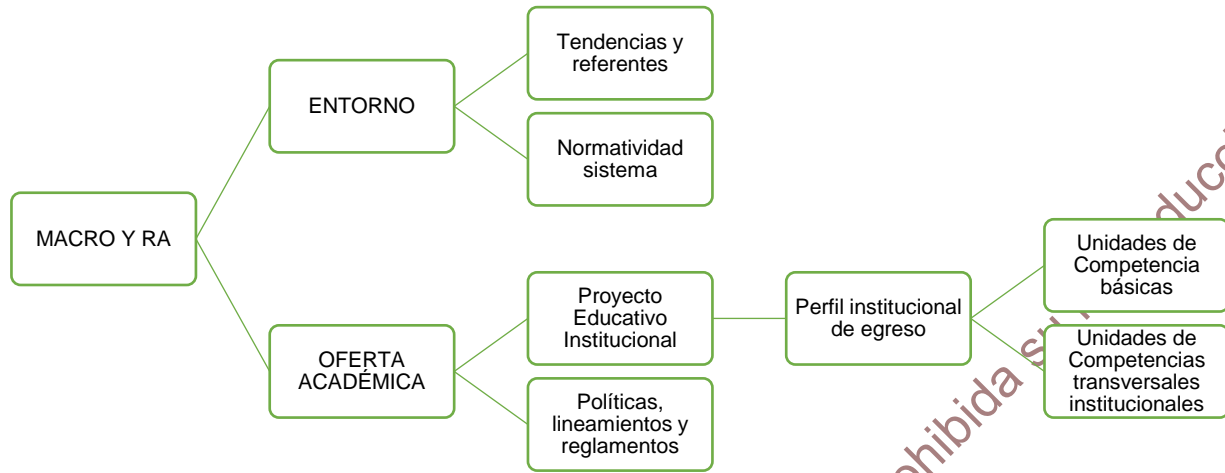 Tendencias y
referentes
ENTORNO
Normatividad
sistema
MACRO Y RA
Unidades de
Competencia
básicas
Proyecto
Educativo
Institucional
Perfil institucional
de egreso
OFERTA
ACADÉMICA
Unidades de
Competencias
transversales
institucionales
Políticas,
lineamientos y
reglamentos